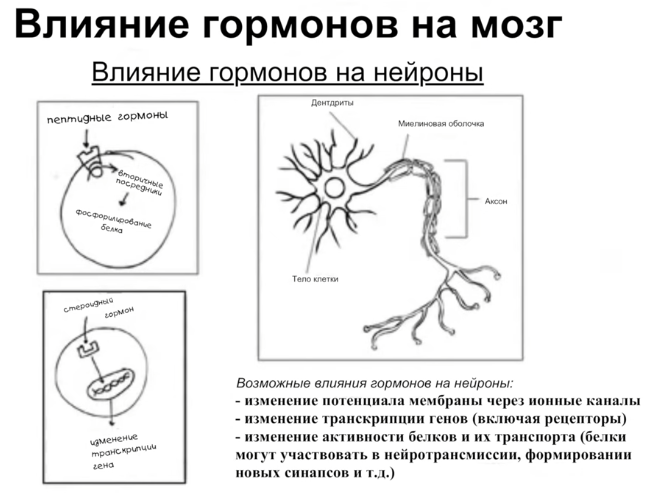 Влияние гормонов на мозг
Влияние гормонов на нейроны
пептидные гормоны
вторичные
посредники
фосфорилирование
белка
стероидный
гормон
изменение
транскрипции
гена
Дентдриты
Миелиновая оболочка
Аксон
Тело клетки
Возможные влияния гормонов на нейроны:
- изменение потенциала мембраны через ионные каналы
- изменение транскрипции генов (включая рецепторы)
- изменение активности белков и их транспорта (белки
могут участвовать в нейротрансмиссии, формировании
новых синапсов и т.д.)